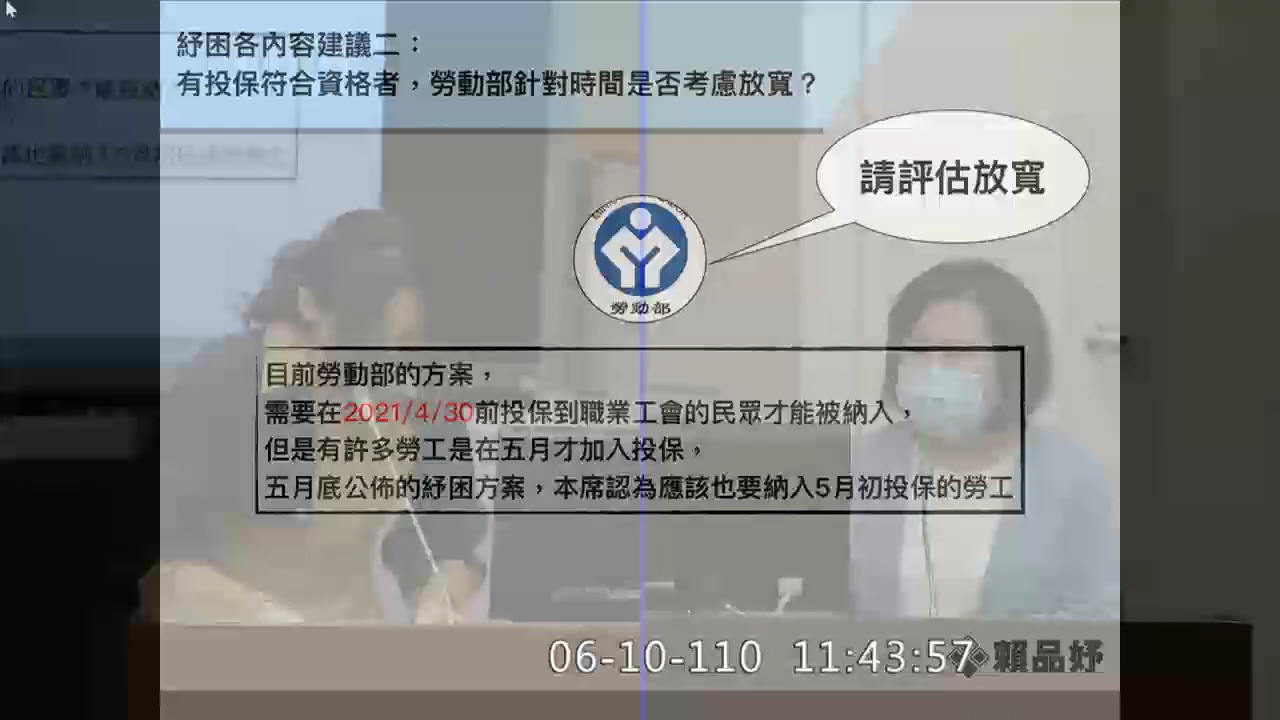 紓困各內容建議二：
有投保符合資格者，勞動部針對時間是否考慮放寬？
請評估放寬
勞動部
目前勞動部的方案，
需要在2021/4/30前投保到職業工會的民眾才能被納入，
但是有許多勞工是在五月才加入投保，
五月底公佈的紓困方案，本席認為應該也要納入5月初投保的勞工
06-10-110 11:43:57
賴品妤